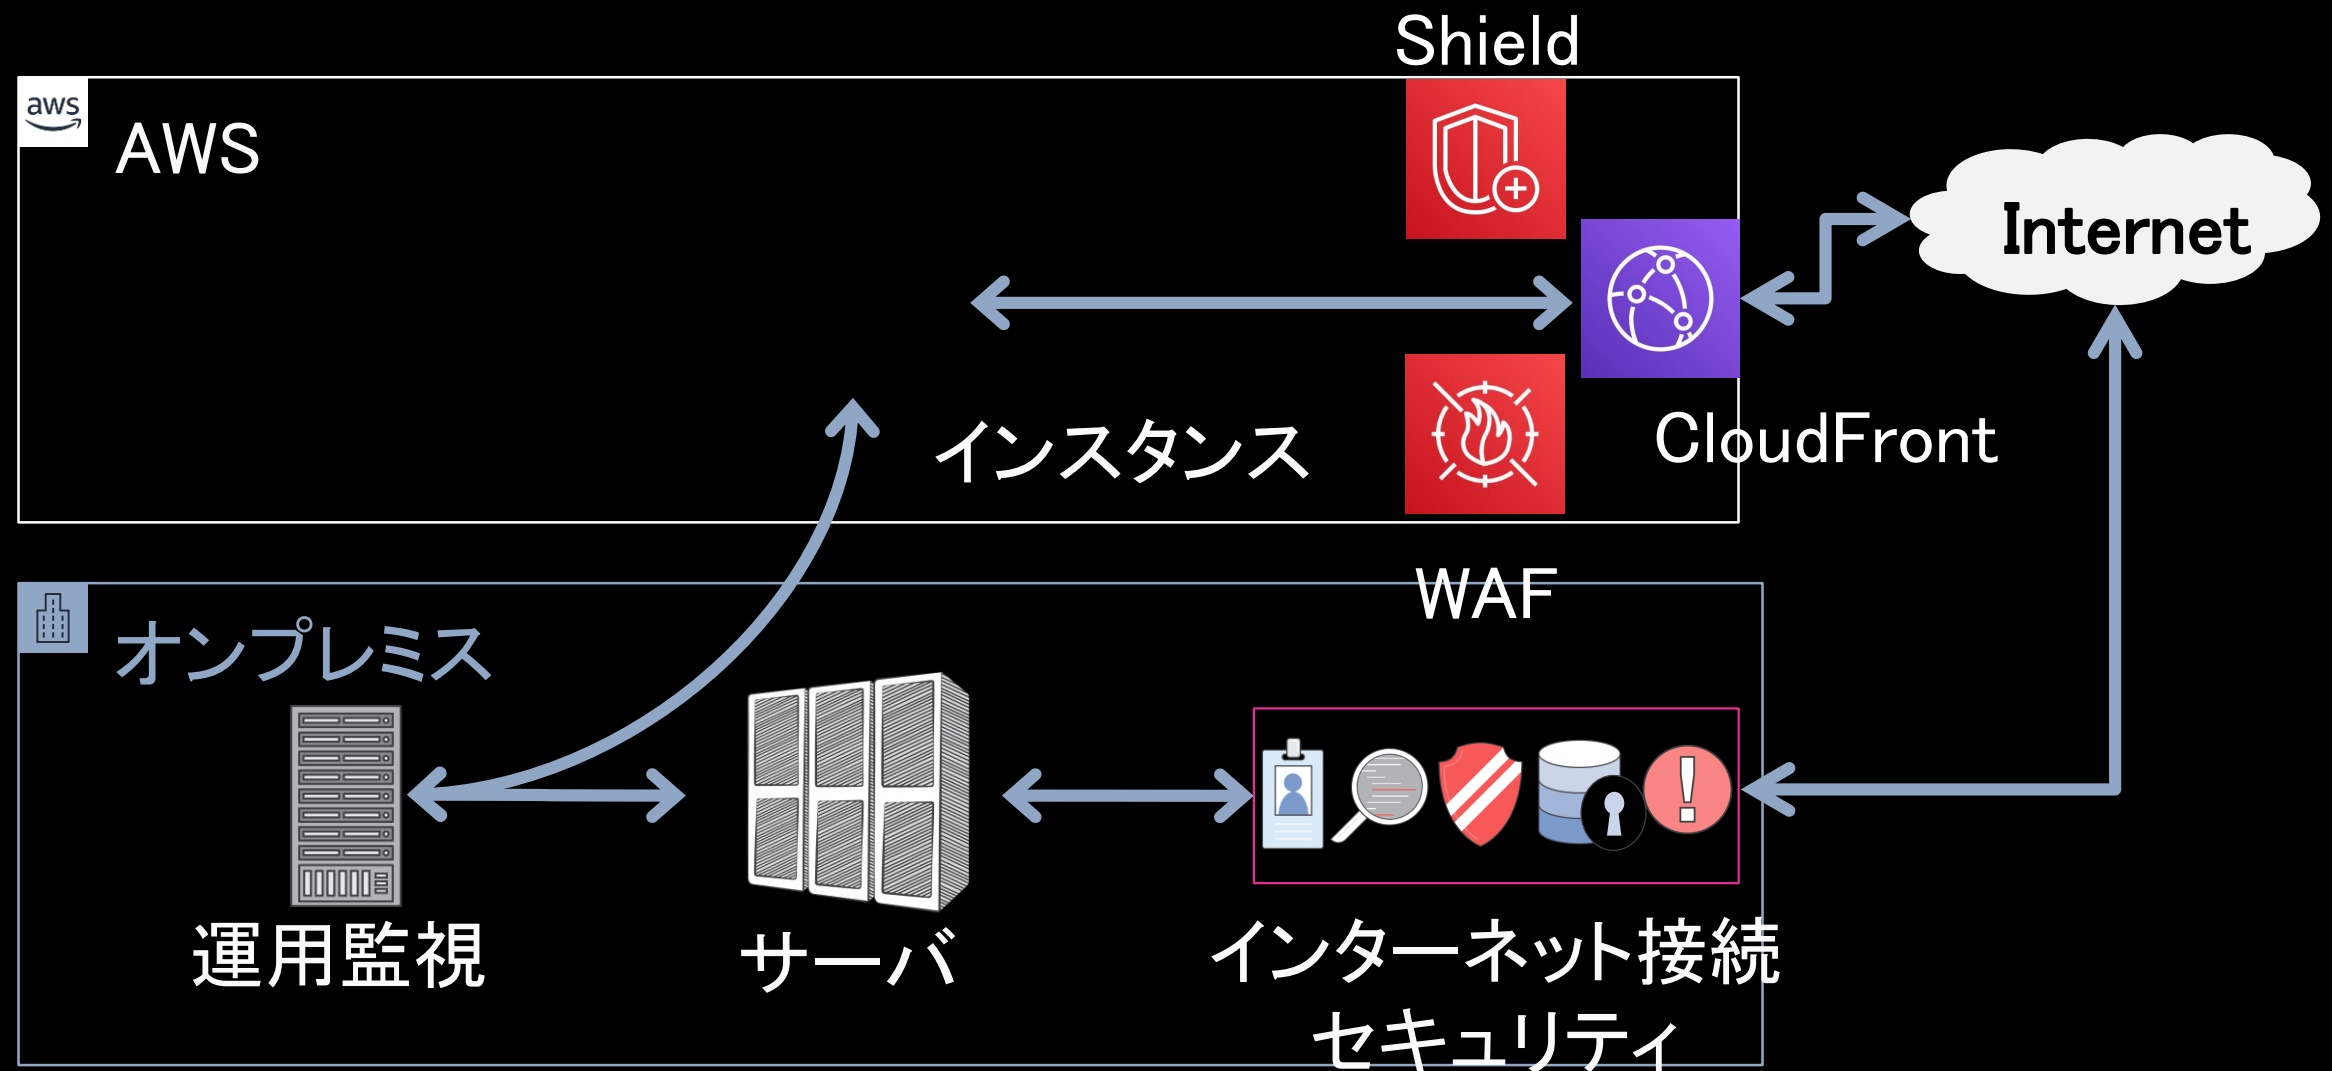 Shield
aws
AWS
Internet
インスタンス
CloudFront
WAF
オンプレミス
運用監視
サーバ
インターネット接続
セキュリティ